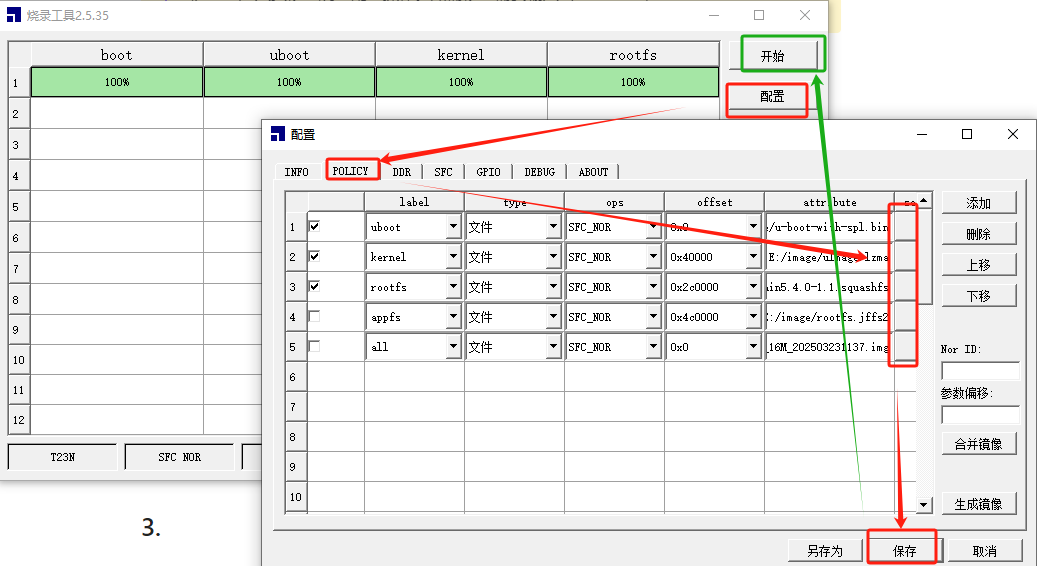 烧录工具2.5.35
boot uboot kernel rootfs
开始
1 100% 100% 100% 100%
配置
2
3
4
5
6
7
8
9
10
11
12
T23N SFC NOR
配置
INFO POLICY DDR SFC GPIO DEBUG ABOUT
label type ops offset attribute
1 uboot 文件 SFC_NOR 0x0 /u-boot-with-spl.bin
2 kernel 文件 SFC_NOR 0x40000 E:/image/uImage.lzma
3 rootfs 文件 SFC_NOR 0x2c0000 in5.4.0-1.1.squashfs
4 appfs 文件 SFC_NOR 0x4c0000 :/image/rootfs.jffs2
5 all 文件 SFC_NOR 0x0 _16M_202503231137.img
6
7
8
9
10
添加
删除
上移
下移
Nor ID:
参数偏移:
合并镜像
生成镜像
另存为 保存 取消
3.